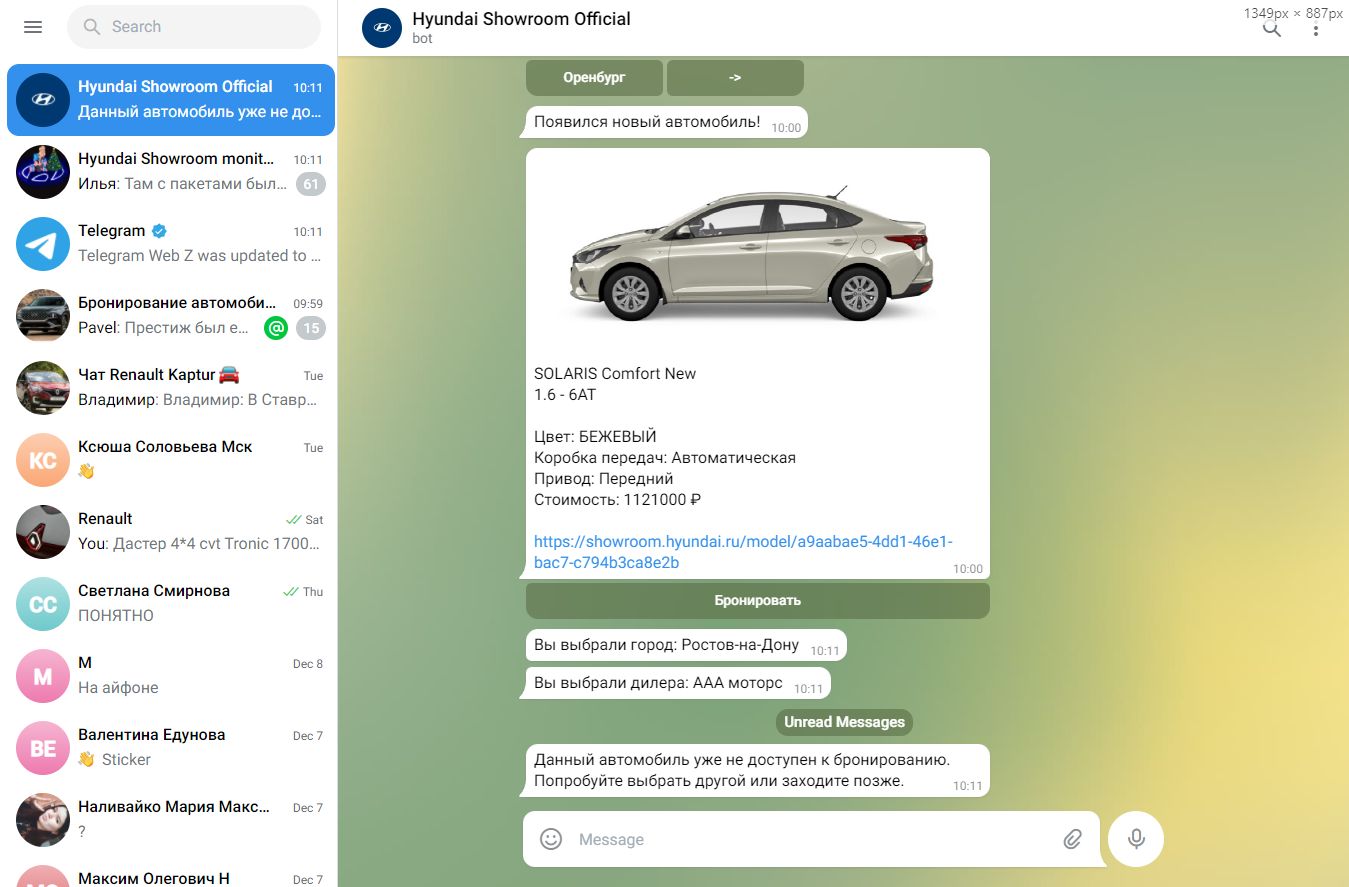 Search
Hyundai Showroom Official 10:11
Данный автомобиль уже не до...
Hyundai Showroom monit... 10:11
Илья: Там с пакетами был... 61
Telegram 10:11
Telegram Web Z was updated to ...
Бронирование автомоби... 09:59
Pavel: Престиж был е... @ 15
Чат Renault Kaptur Tue
Владимир: Владимир: В Ставр...
КС
Ксюша Соловьева Мск Tue
👋
Renault Sat
You: Дастер 4*4 cvt Tronic 1700...
СС
Светлана Смирнова Thu
ПОНЯТНО
М
М Dec 8
На айфоне
ВЕ
Валентина Едунова Dec 7
👋 Sticker
Наливайко Мария Макс... Dec 7
?
Максим Олегович Н Dec 7
Hyundai Showroom Official
bot
1349px × 887px
Оренбург ->
Появился новый автомобиль! 10:00
SOLARIS Comfort New
1.6 - 6AT
Цвет: БЕЖЕВЫЙ
Коробка передач: Автоматическая
Привод: Передний
Стоимость: 1121000 ₽
https://showroom.hyundai.ru/model/a9aabae5-4dd1-46e1-
bac7-c794b3ca8e2b
10:00
Бронировать
Вы выбрали город: Ростов-на-Дону 10:11
Вы выбрали дилера: ААА моторс 10:11
Unread Messages
Данный автомобиль уже не доступен к бронированию.
Попробуйте выбрать другой или заходите позже. 10:11
Message